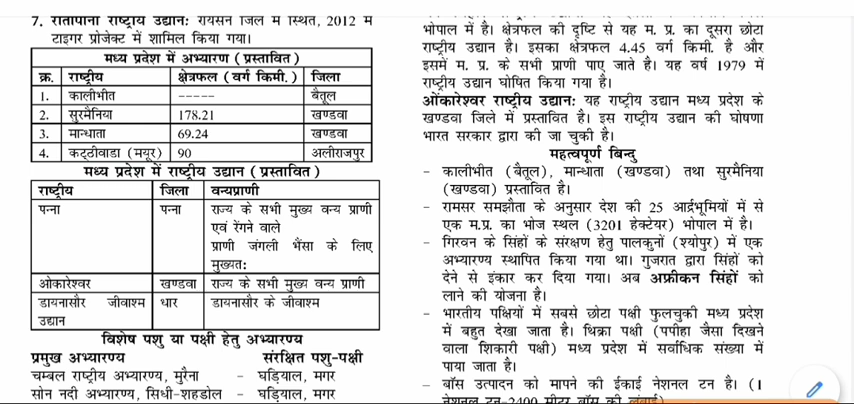 7. रातापानी राष्ट्रीय उद्यान: रायसेन जिले में स्थित, 2012 में
टाइगर प्रोजेक्ट में शामिल किया गया।
मध्य प्रदेश में अभ्यारण (प्रस्तावित)
क्र. राष्ट्रीय क्षेत्रफल (वर्ग किमी.) जिला
1. कालीभीत ----- बैतूल
2. सुरमैनिया 178.21 खण्डवा
3. मान्धाता 69.24 खण्डवा
4. कट्ठीवाडा (मयूर) 90 अलीराजपुर
मध्य प्रदेश में राष्ट्रीय उद्यान (प्रस्तावित)
राष्ट्रीय जिला वन्यप्राणी
पन्ना पन्ना राज्य के सभी मुख्य वन्य प्राणी
एवं रेंगने वाले
प्राणी जंगली भैंसा के लिए
मुख्यत:
ओकारेश्वर खण्डवा राज्य के सभी मुख्य वन्य प्राणी
डायनासौर जीवाश्म धार डायनासौर के जीवाश्म
उद्यान
विशेष पशु या पक्षी हेतु अभ्यारण्य
प्रमुख अभ्यारण्य संरक्षित पशु-पक्षी
चम्बल राष्ट्रीय अभ्यारण्य, मुरैना - घड़ियाल, मगर
सोन नदी अभ्यारण्य, सिधी-शहडोल - घड़ियाल, मगर
भोपाल में है। क्षेत्रफल की दृष्टि से यह म. प्र. का दूसरा छोटा
राष्ट्रीय उद्यान है। इसका क्षेत्रफल 4.45 वर्ग किमी. है और
इसमें म. प्र. के सभी प्राणी पाए जाते है। यह वर्ष 1979 में
राष्ट्रीय उद्यान घोषित किया गया है।
ओंकारेश्वर राष्ट्रीय उद्यान: यह राष्ट्रीय उद्यान मध्य प्रदेश के
खण्डवा जिले में प्रस्तावित है। इस राष्ट्रीय उद्यान की घोषणा
भारत सरकार द्वारा की जा चुकी है।
महत्वपूर्ण बिन्दु
- कालीभीत (बैतूल), मान्धाता (खण्डवा) तथा सुरमैनिया
(खण्डवा) प्रस्तावित है।
- रामसर समझौता के अनुसार देश की 25 आर्द्रभूमियों में से
एक म.प्र. का भोज स्थल (3201 हेक्टेयर) भोपाल में है।
- गिरवन के सिंहों के संरक्षण हेतु पालकुनों (श्योपुर) में एक
अभ्यारण्य स्थापित किया गया था। गुजरात द्वारा सिंहों को
देने से इंकार कर दिया गया। अब अफ्रीकन सिंहों को
लाने की योजना है।
- भारतीय पक्षियों में सबसे छोटा पक्षी फुलचकी मध्य प्रदेश
में बहुत देखा जाता है। थिक्रा पक्षी (पपीहा जैसा दिखने
वाला शिकारी पक्षी) मध्य प्रदेश में सर्वाधिक संख्या में
पाया जाता है।
- बॉस उत्पादन को मापने की ईकाई नेशनल टन है। (1
नेशनल टन-2400 मीटर बॉस की लंबाई)